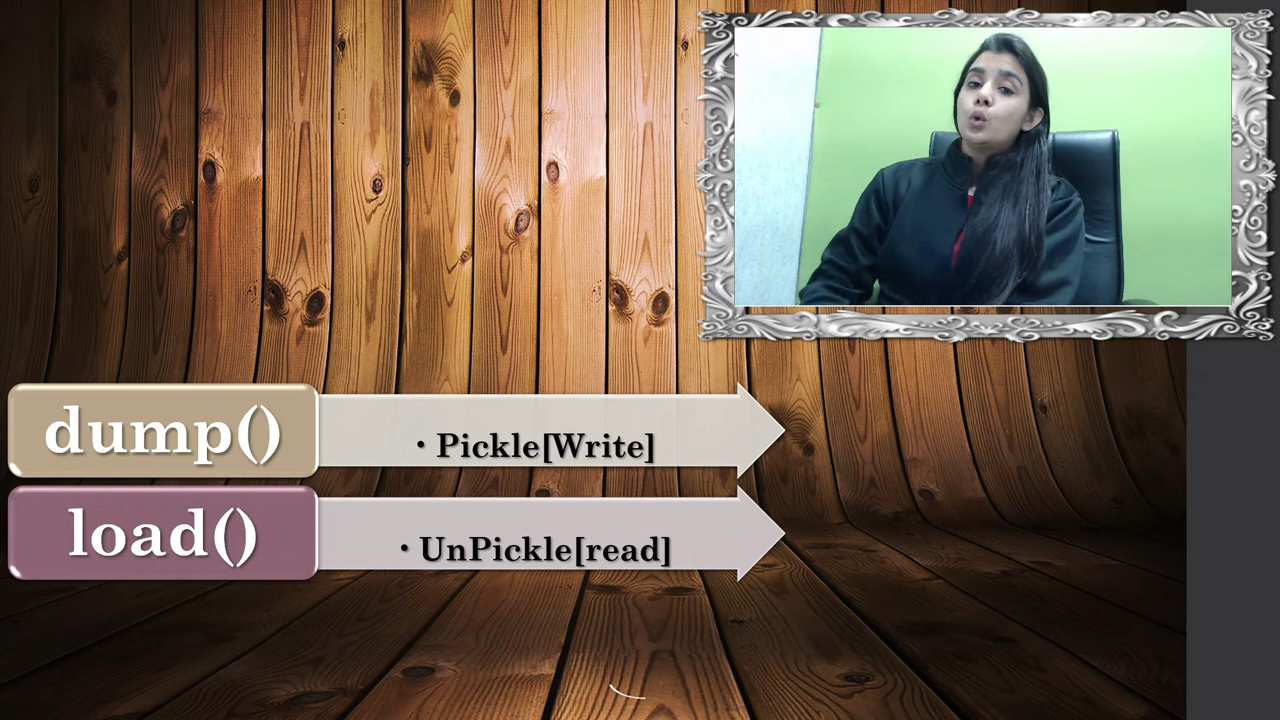 dump()
• Pickle[Write]
load()
• UnPickle[read]